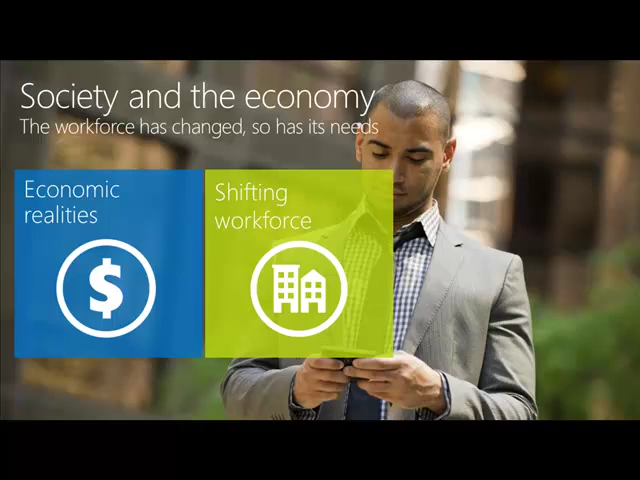 Society and the economy
The workforce has changed, so has its needs
Economic
realities
$
Shifting
workforce